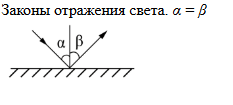 Законы отражения света. α = β
α β